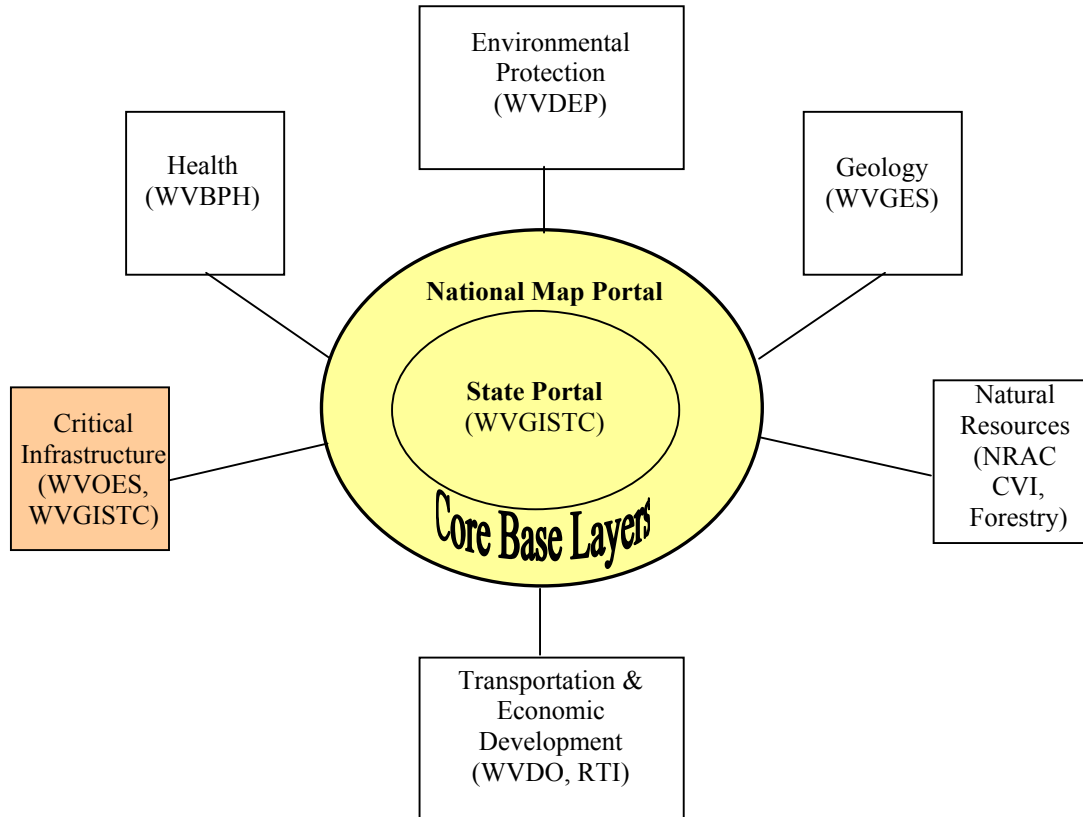 Environmental
Protection
(WVDEP)
Health
(WVBPH)
Geology
(WVGES)
National Map Portal
State Portal
(WVGISTC)
Core Base Layers
Critical
Infrastructure
(WVOES,
WVGISTC)
Natural
Resources
(NRAC
CVI,
Forestry)
Transportation &
Economic
Development
(WVDO, RTI)